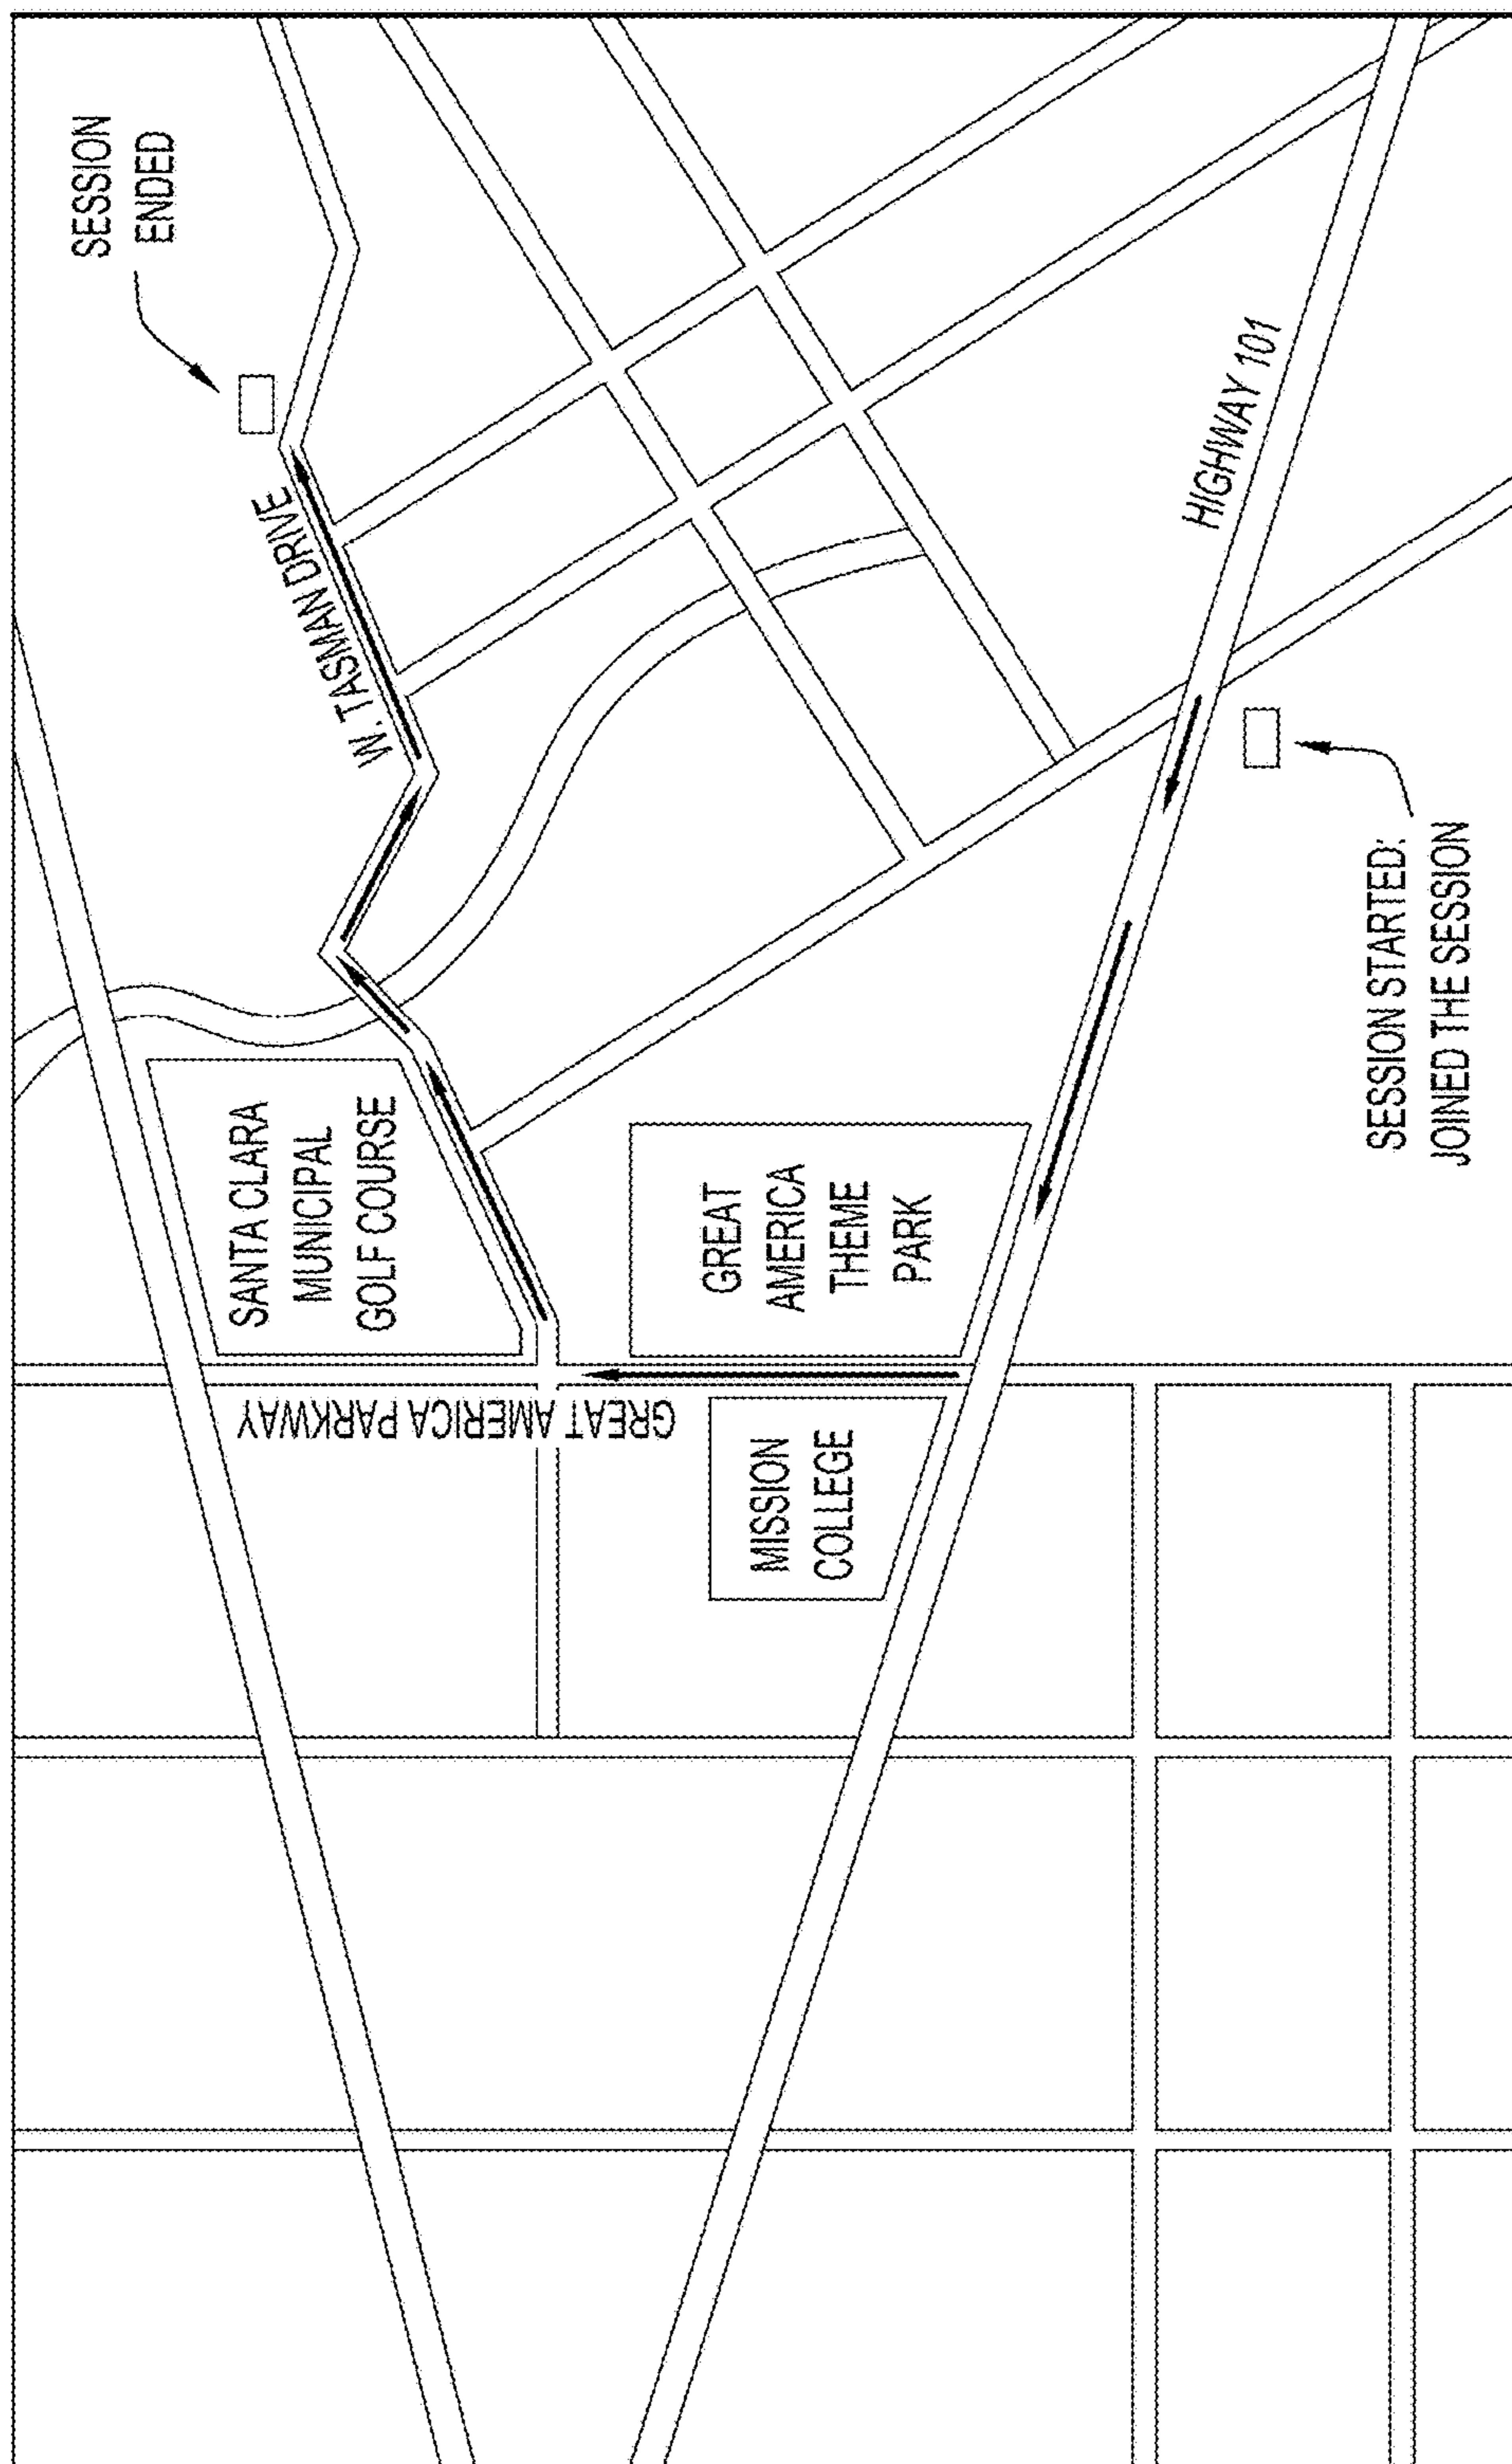 SESSION
ENDED
W. TASMAN DRIVE
SANTA CLARA
MUNICIPAL
GOLF COURSE
GREAT AMERICA PARKWAY
GREAT
AMERICA
THEME
PARK
MISSION
COLLEGE
HIGHWAY 101
SESSION STARTED:
JOINED THE SESSION